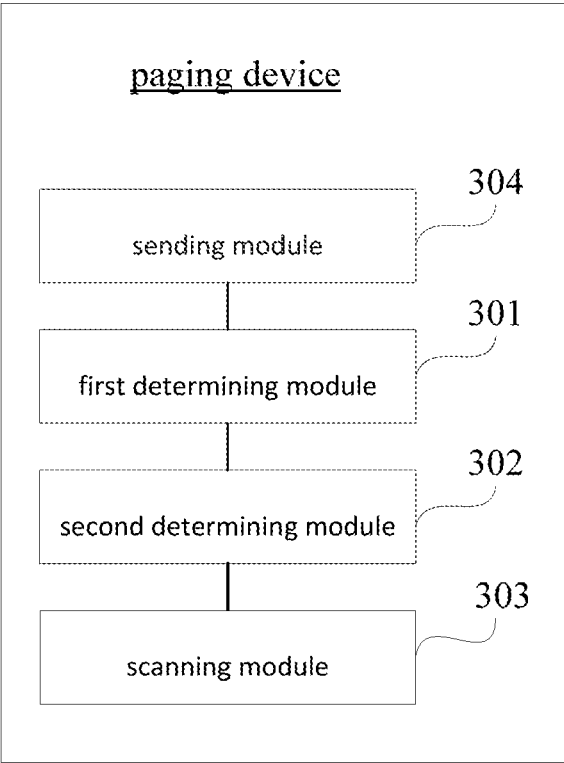 paging device
304
sending module
301
first determining module
302
second determining module
303
scanning module